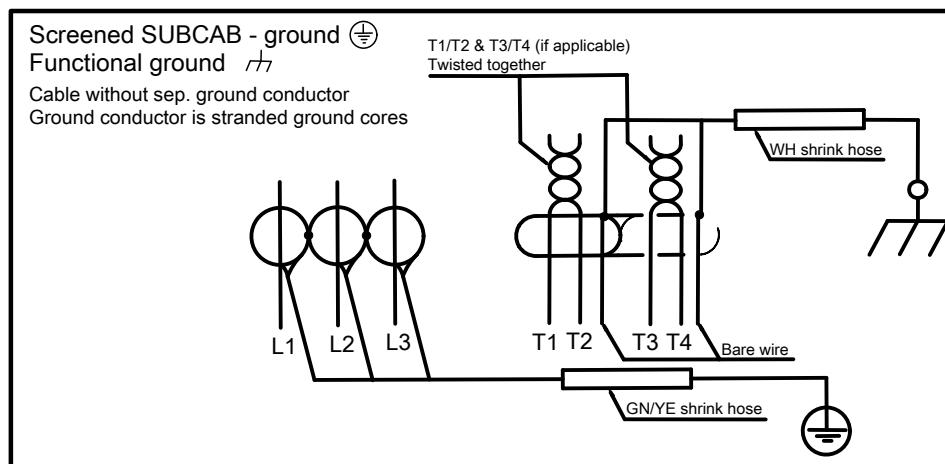 Screened SUBCAB - ground
Functional ground
Cable without sep. ground conductor
Ground conductor is stranded ground cores
T1/T2 & T3/T4 (if applicable)
Twisted together
WH shrink hose
L1 L2 L3
T1 T2 T3 T4
Bare wire
GN/YE shrink hose